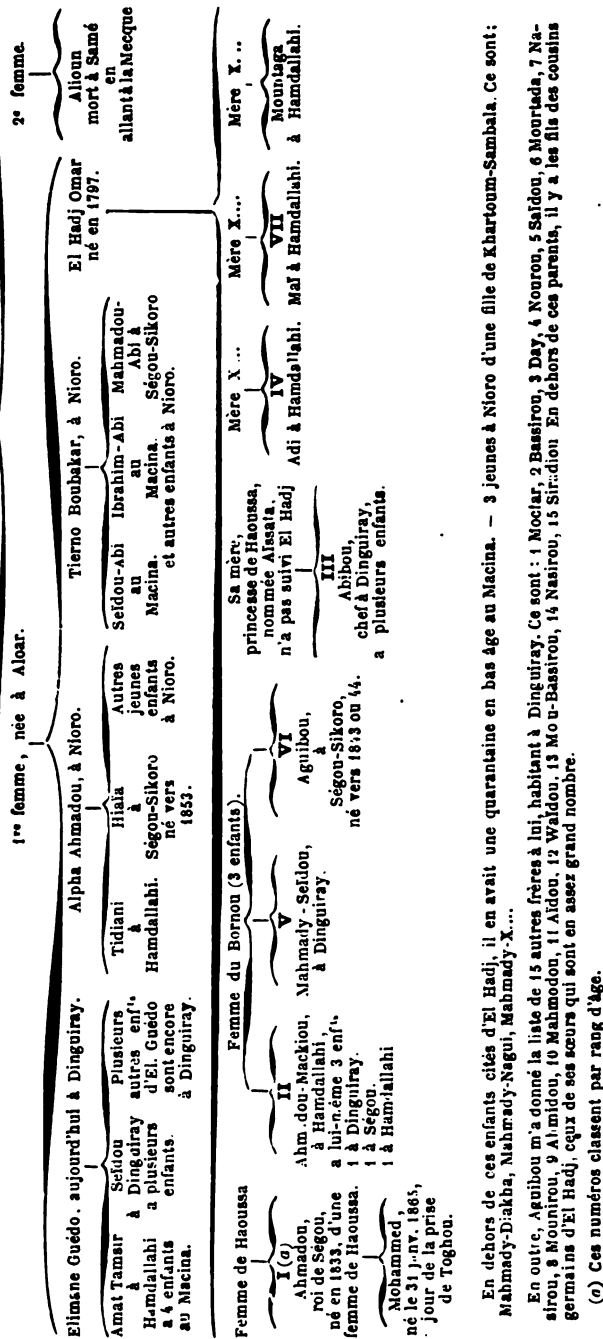 1re femme, née à Aloar.
2e femme.
Elimane Guédo, aujourd'hui à Dinguiray.
Alpha Ahmadou, à Nioro.
Tierno Boubakar, à Nioro.
El Hadj Omar
né en 1797.
Alioun
mort à Samé
en
allant à la Mecque
Amat Tamsir
à
Hamdallahi
a 4 enfants
au Macina.
Seïdou
à Dinguiray
a plusieurs
enfants.
Plusieurs
autres enfts
d'El. Guédo
sont encore
à Dinguiray.
Tidiani
à
Hamdallahi.
Hiaïa
à
Ségou-Sikoro
né vers
1853.
Autres
jeunes
enfants
à Nioro.
Seïdou-Abi
au
Macina.
Ibrahim-Abi
au
Macina.
Mahmadou-
Abi à
Ségou-Sikoro
et autres enfants à Nioro.
Femme de Haoussa
I (a)
Ahmadou,
roi de Ségou,
né en 1833, d'une
femme de Haoussa.
Mohammed,
né le 31 janv. 1865,
jour de la prise
de Toghou.
Femme du Bornou (3 enfants).
II
Ahmadou-Mackiou,
à Hamdallahi,
a lui-même 3 enfts
1 à Dinguiray.
1 à Ségou.
1 à Hamdallahi
V
Mahmady-Seïdou,
à Dinguiray.
VI
Aguibou,
à
Ségou-Sikoro,
né vers 1843 ou 44.
Sa mère,
princesse de Haoussa,
nommée Aïssata,
n'a pas suivi El Hadj
III
Abibou,
chef à Dinguiray,
a plusieurs enfants.
Mère X...
IV
Adi à Hamdallahi.
Mère X....
VII
Maï à Hamdallahi.
Mère X...
Mountaga
à Hamdallahi.
En dehors de ces enfants cités d'El Hadj, il en avait une quarantaine en bas âge au Macina. — 3 jeunes à Nioro d'une fille de Khartoum-Sambala. Ce sont:
Mahmady-Diakha, Mahmady-Nagui, Mahmady-X....
En outre, Aguibou m'a donné la liste de 15 autres frères à lui, habitant à Dinguiray. Ce sont : 1 Moctar, 2 Bassirou, 3 Day, 4 Nourou, 5 Saïdou, 6 Mourtada, 7 Na-
sirou, 8 Mounirou, 9 Ahmidou, 10 Mahmodou, 11 Aïdou, 12 Waïdou, 13 Mou-Bassirou, 14 Nasirou, 15 Siradiou En dehors de ces parents, il y a les fils des cousins
germains d'El Hadj, ceux de ses sœurs qui sont en assez grand nombre.
(a) Ces numéros classent par rang d'âge.